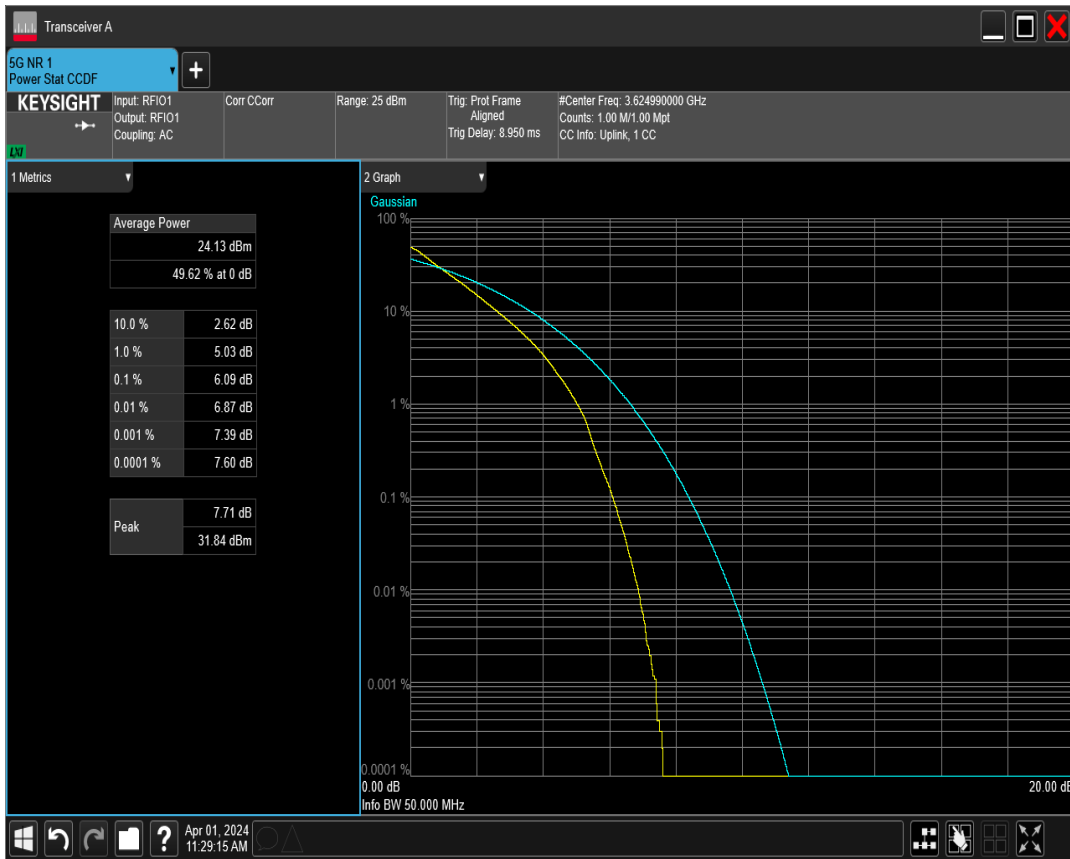 Transceiver A
5G NR 1
Power Stat CCDF
KEYSIGHT
LXI
Input: RFIO1
Output: RFIO1
Coupling: AC
Corr CCorr
Range: 25 dBm
Trig: Prot Frame
Aligned
Trig Delay: 8.950 ms
#Center Freq: 3.624990000 GHz
Counts: 1.00 M/1.00 Mpt
CC Info: Uplink, 1 CC
1 Metrics
Average Power
24.13 dBm
49.62 % at 0 dB
10.0 % 2.62 dB
1.0 % 5.03 dB
0.1 % 6.09 dB
0.01 % 6.87 dB
0.001 % 7.39 dB
0.0001 % 7.60 dB
Peak
7.71 dB
31.84 dBm
2 Graph
Gaussian
100 %
10 %
1 %
0.1 %
0.01 %
0.001 %
0.0001 %
0.00 dB 20.00 dB
Info BW 50.000 MHz
Apr 01, 2024
11:29:15 AM